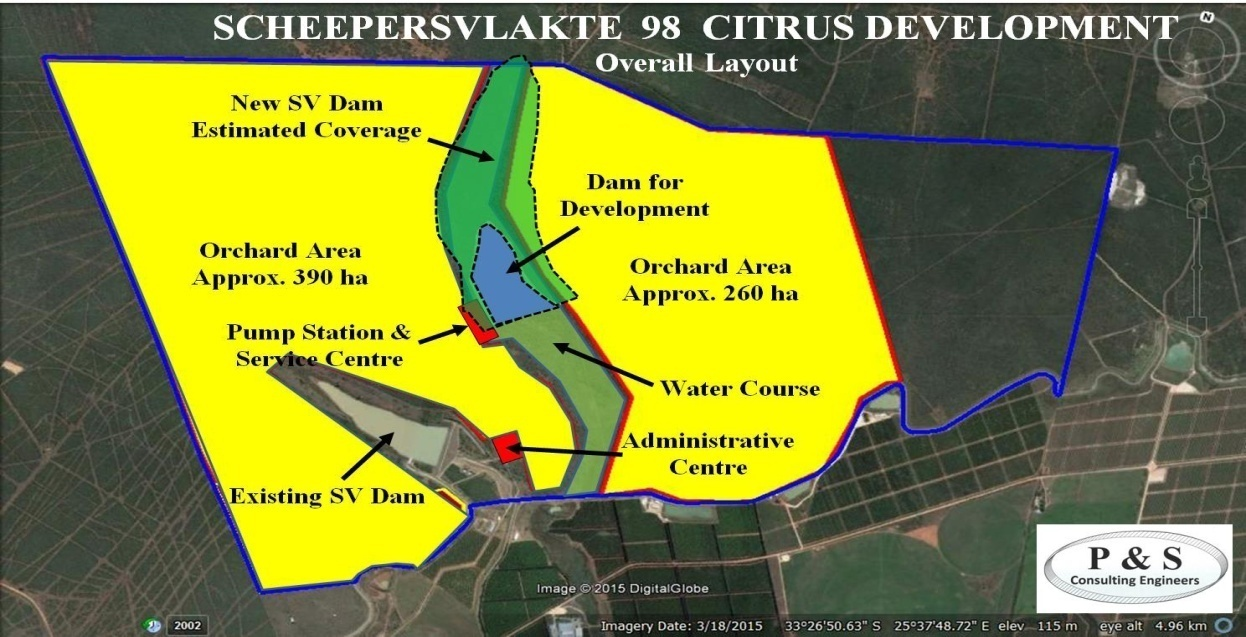 SCHEEPERSVLAKTE 98 CITRUS DEVELOPMENT
Overall Layout
N
New SV Dam
Estimated Coverage
Dam for
Development
Orchard Area
Approx. 390 ha
Orchard Area
Approx. 260 ha
Pump Station &
Service Centre
Water Course
Administrative
Centre
Existing SV Dam
P & S
Consulting Engineers
Image © 2015 DigitalGlobe
2002
Imagery Date: 3/18/2015 33°26'50.63" S 25°37'48.72" E elev 115 m eye alt 4.96 km